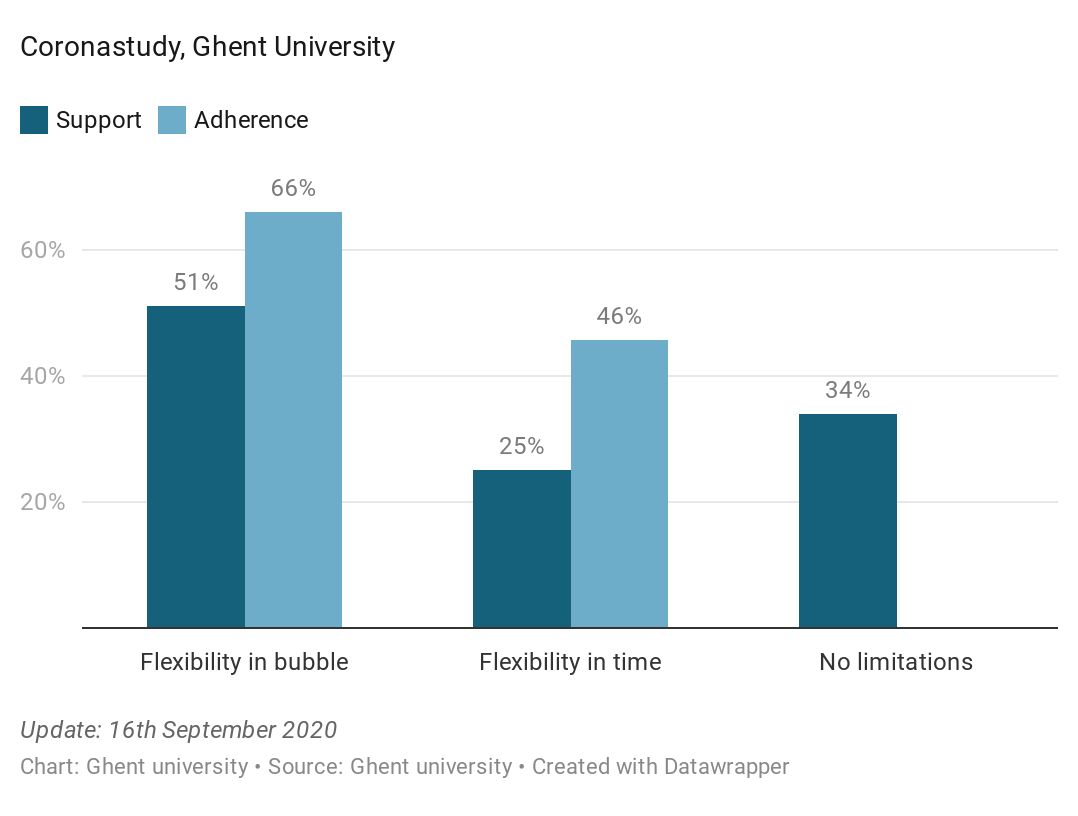 Coronastudy, Ghent University
Support Adherence
66%
60%
51%
46%
40%
34%
25%
20%
Flexibility in bubble Flexibility in time No limitations
Update: 16th September 2020
Chart: Ghent university • Source: Ghent university • Created with Datawrapper